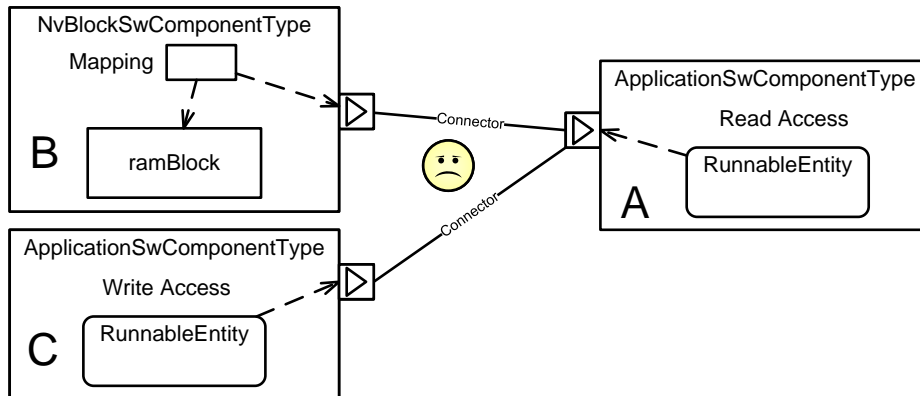 NvBlockSwComponentType
Mapping
B
ramBlock
Connector
ApplicationSwComponentType
Read Access
RunnableEntity
A
Connector
ApplicationSwComponentType
Write Access
RunnableEntity
C